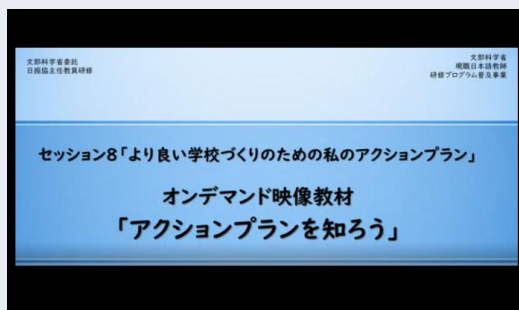 文部科学省委託
日振協主任教員研修
文部科学省
現職日本語教師
研修プログラム普及事業
セッション8「より良い学校づくりのための私のアクションプラン」
オンデマンド映像教材
「アクションプランを知ろう」